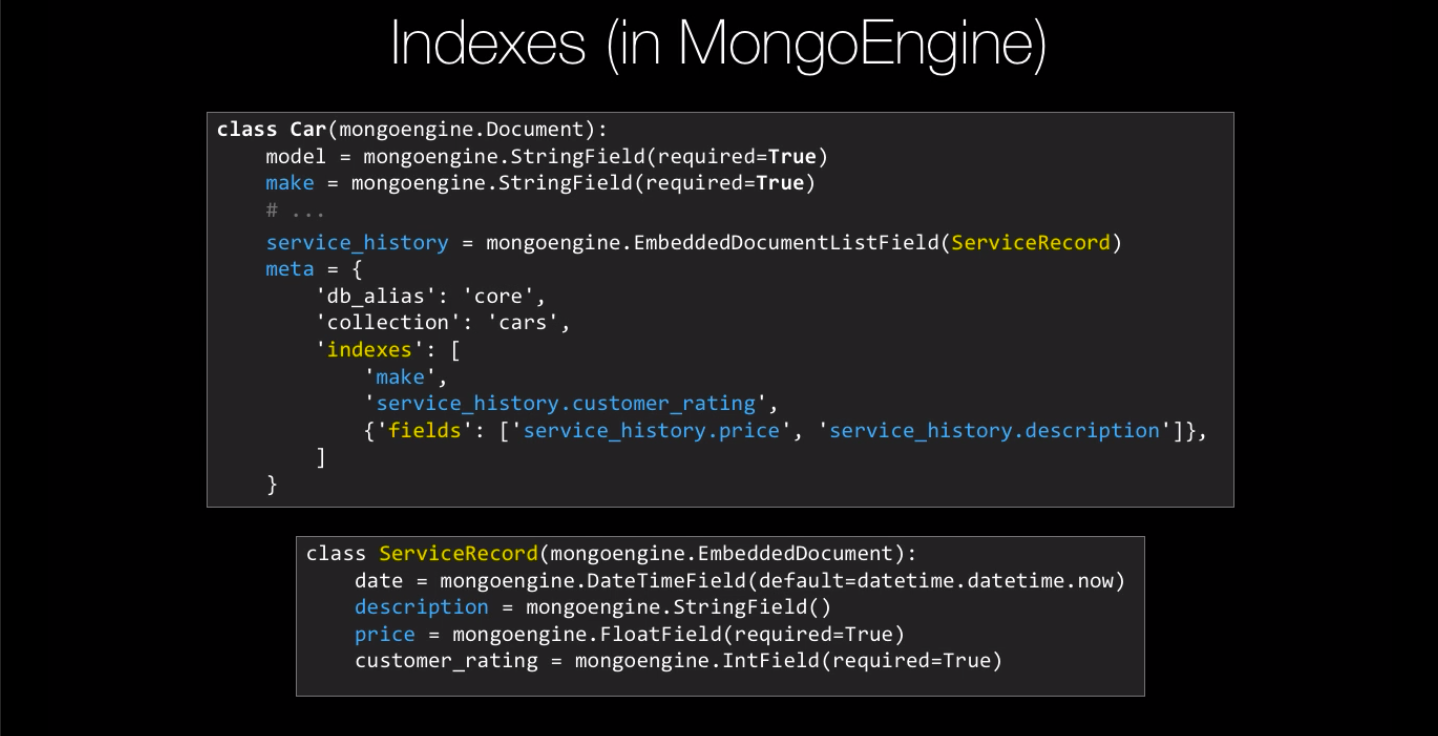 Indexes (in MongoEngine)
class Car(mongoengine.Document):
    model = mongoengine.StringField(required=True)
    make = mongoengine.StringField(required=True)
    # ...
    service_history = mongoengine.EmbeddedDocumentListField(ServiceRecord)
    meta = {
        'db_alias': 'core',
        'collection': 'cars',
        'indexes': [
            'make',
            'service_history.customer_rating',
            {'fields': ['service_history.price', 'service_history.description']},
        ]
    }
class ServiceRecord(mongoengine.EmbeddedDocument):
    date = mongoengine.DateTimeField(default=datetime.datetime.now)
    description = mongoengine.StringField()
    price = mongoengine.FloatField(required=True)
    customer_rating = mongoengine.IntField(required=True)